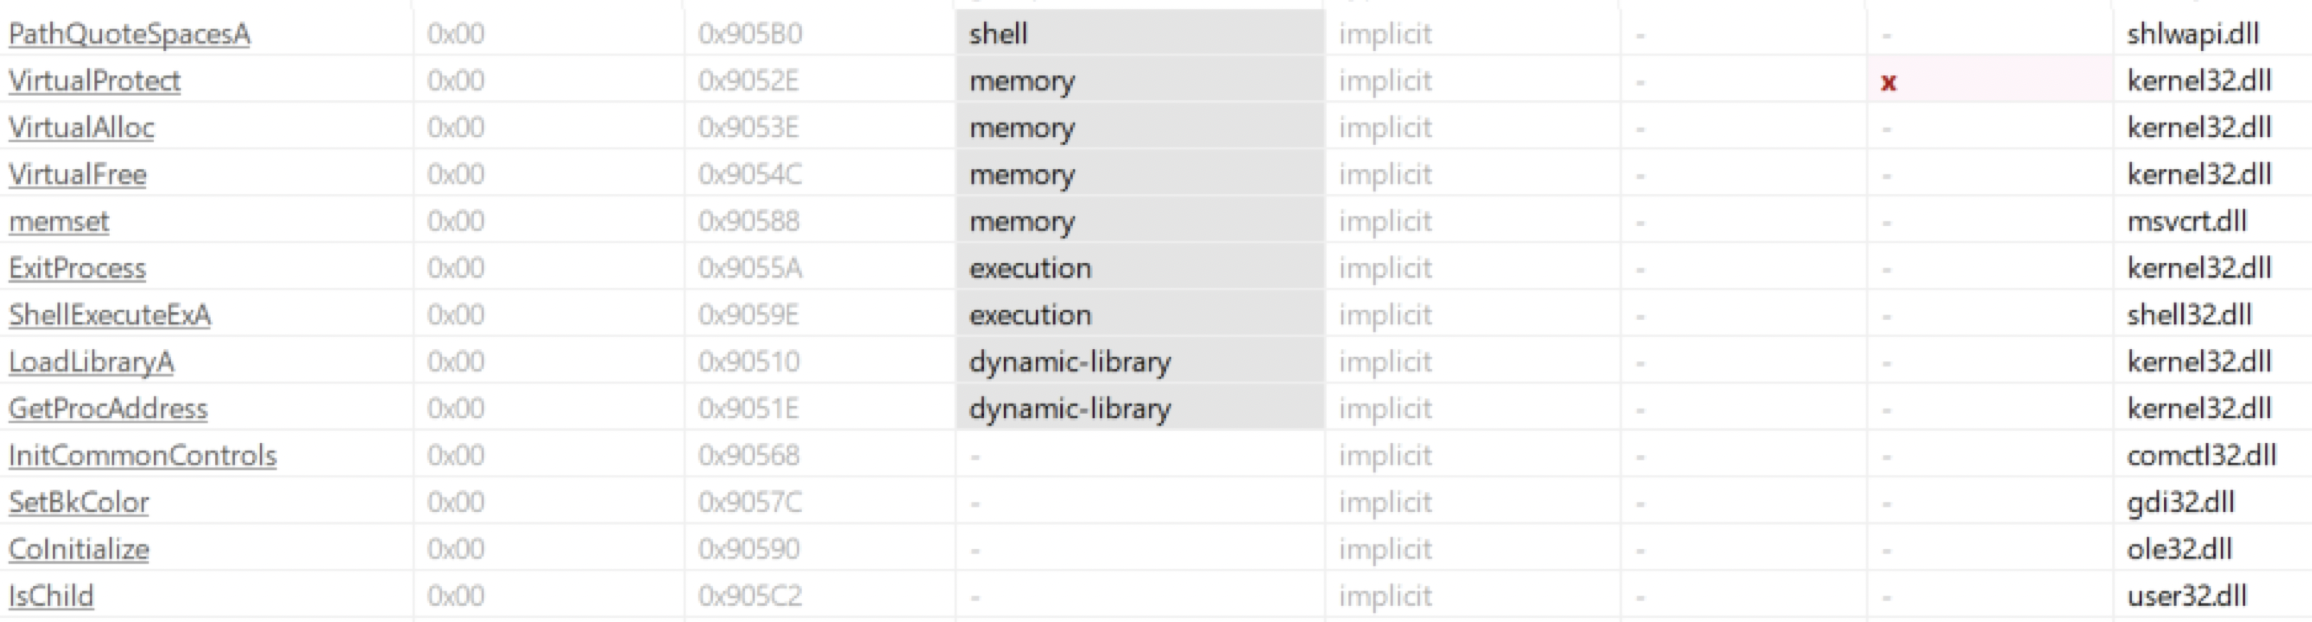 PathQuoteSpacesA 0x00 0x905B0 shell implicit - - shlwapi.dll
VirtualProtect 0x00 0x9052E memory implicit - x kernel32.dll
VirtualAlloc 0x00 0x9053E memory implicit - - kernel32.dll
VirtualFree 0x00 0x9054C memory implicit - - kernel32.dll
memset 0x00 0x90588 memory implicit - - msvcrt.dll
ExitProcess 0x00 0x9055A execution implicit - - kernel32.dll
ShellExecuteExA 0x00 0x9059E execution implicit - - shell32.dll
LoadLibraryA 0x00 0x90510 dynamic-library implicit - - kernel32.dll
GetProcAddress 0x00 0x9051E dynamic-library implicit - - kernel32.dll
InitCommonControls 0x00 0x90568 - implicit - - comctl32.dll
SetBkColor 0x00 0x9057C - implicit - - gdi32.dll
CoInitialize 0x00 0x90590 - implicit - - ole32.dll
IsChild 0x00 0x905C2 - implicit - - user32.dll